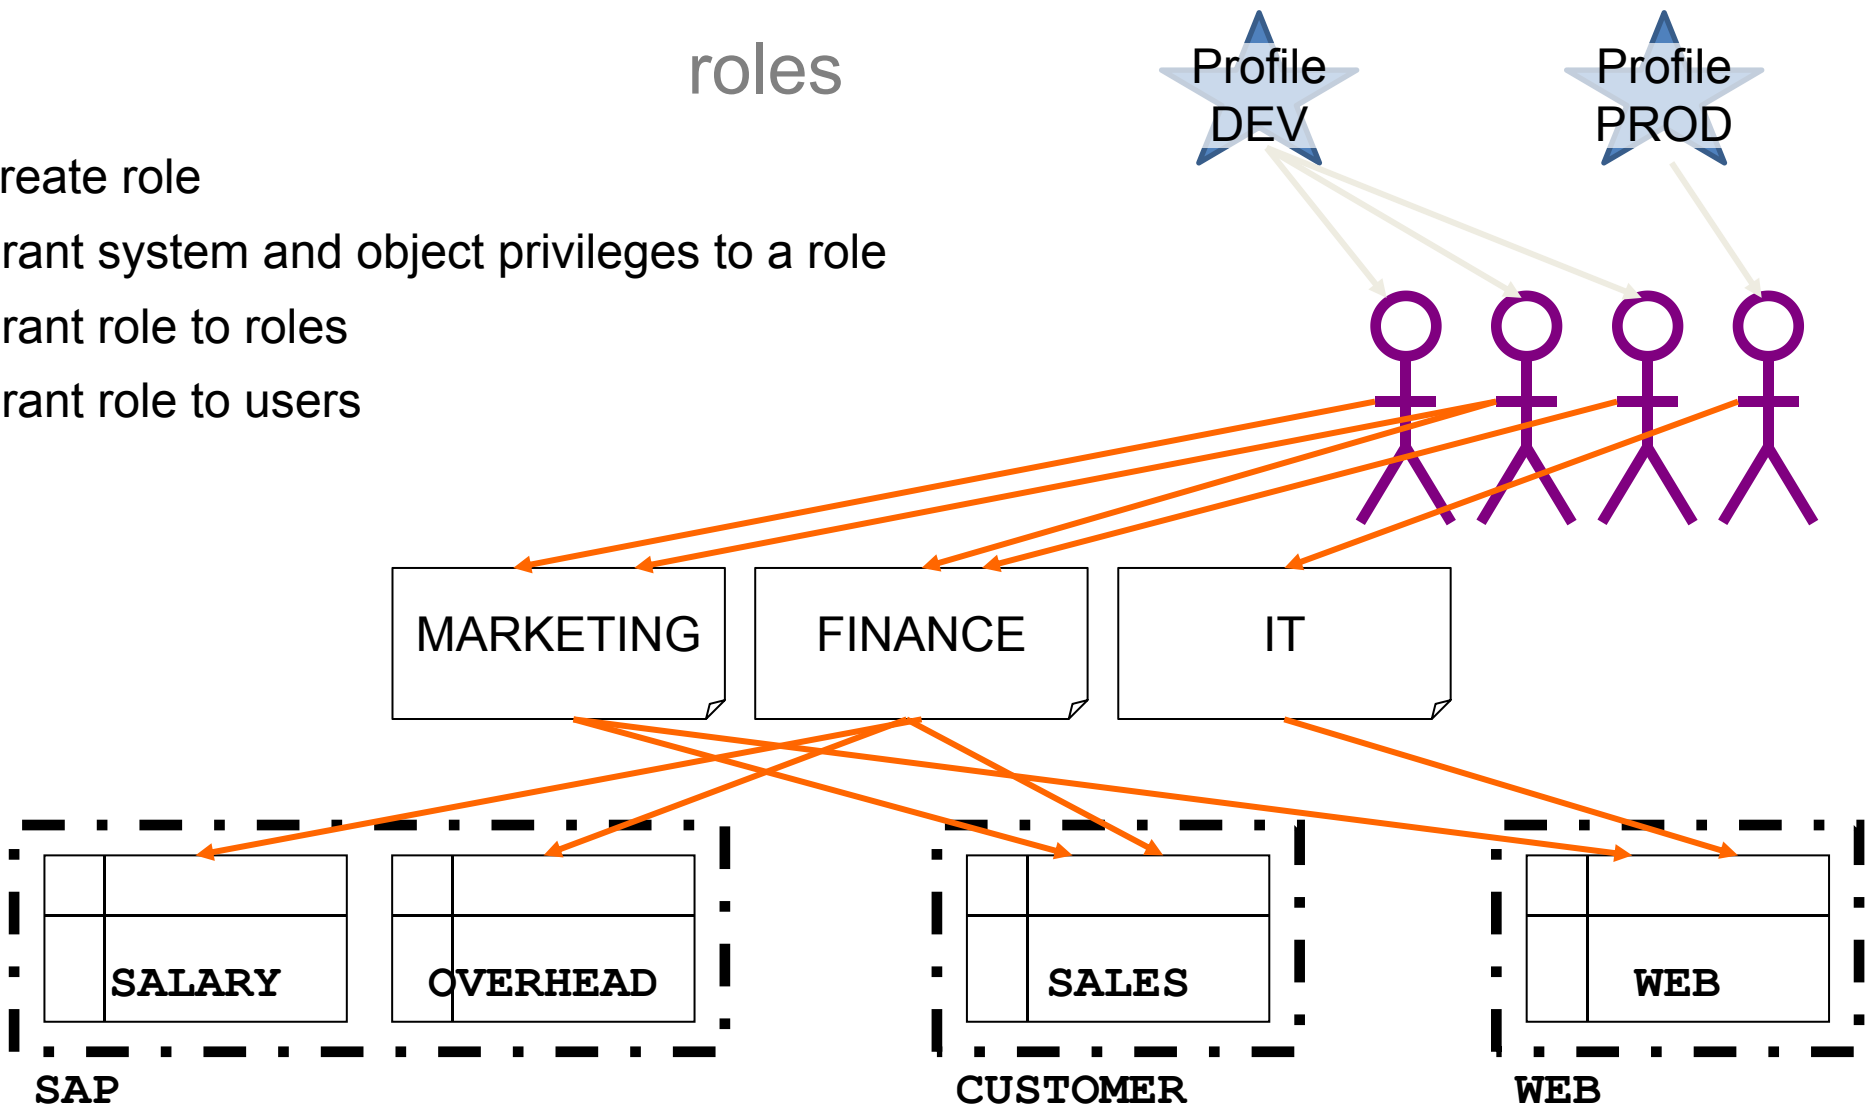 roles
Profile
DEV
Profile
PROD
reate role
rant system and object privileges to a role
rant role to roles
rant role to users
MARKETING
FINANCE
IT
SALARY
OVERHEAD
SALES
WEB
SAP
CUSTOMER
WEB